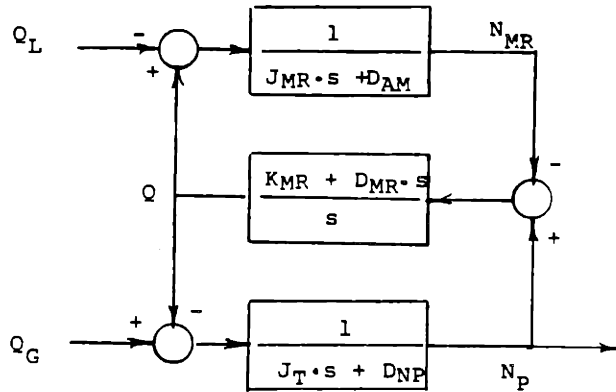 Q_L
-
+
1
J_MR·s +D_AM
N_MR
-
K_MR + D_MR·s
s
Q
+
-
+
Q_G
1
J_T·s + D_NP
N_P